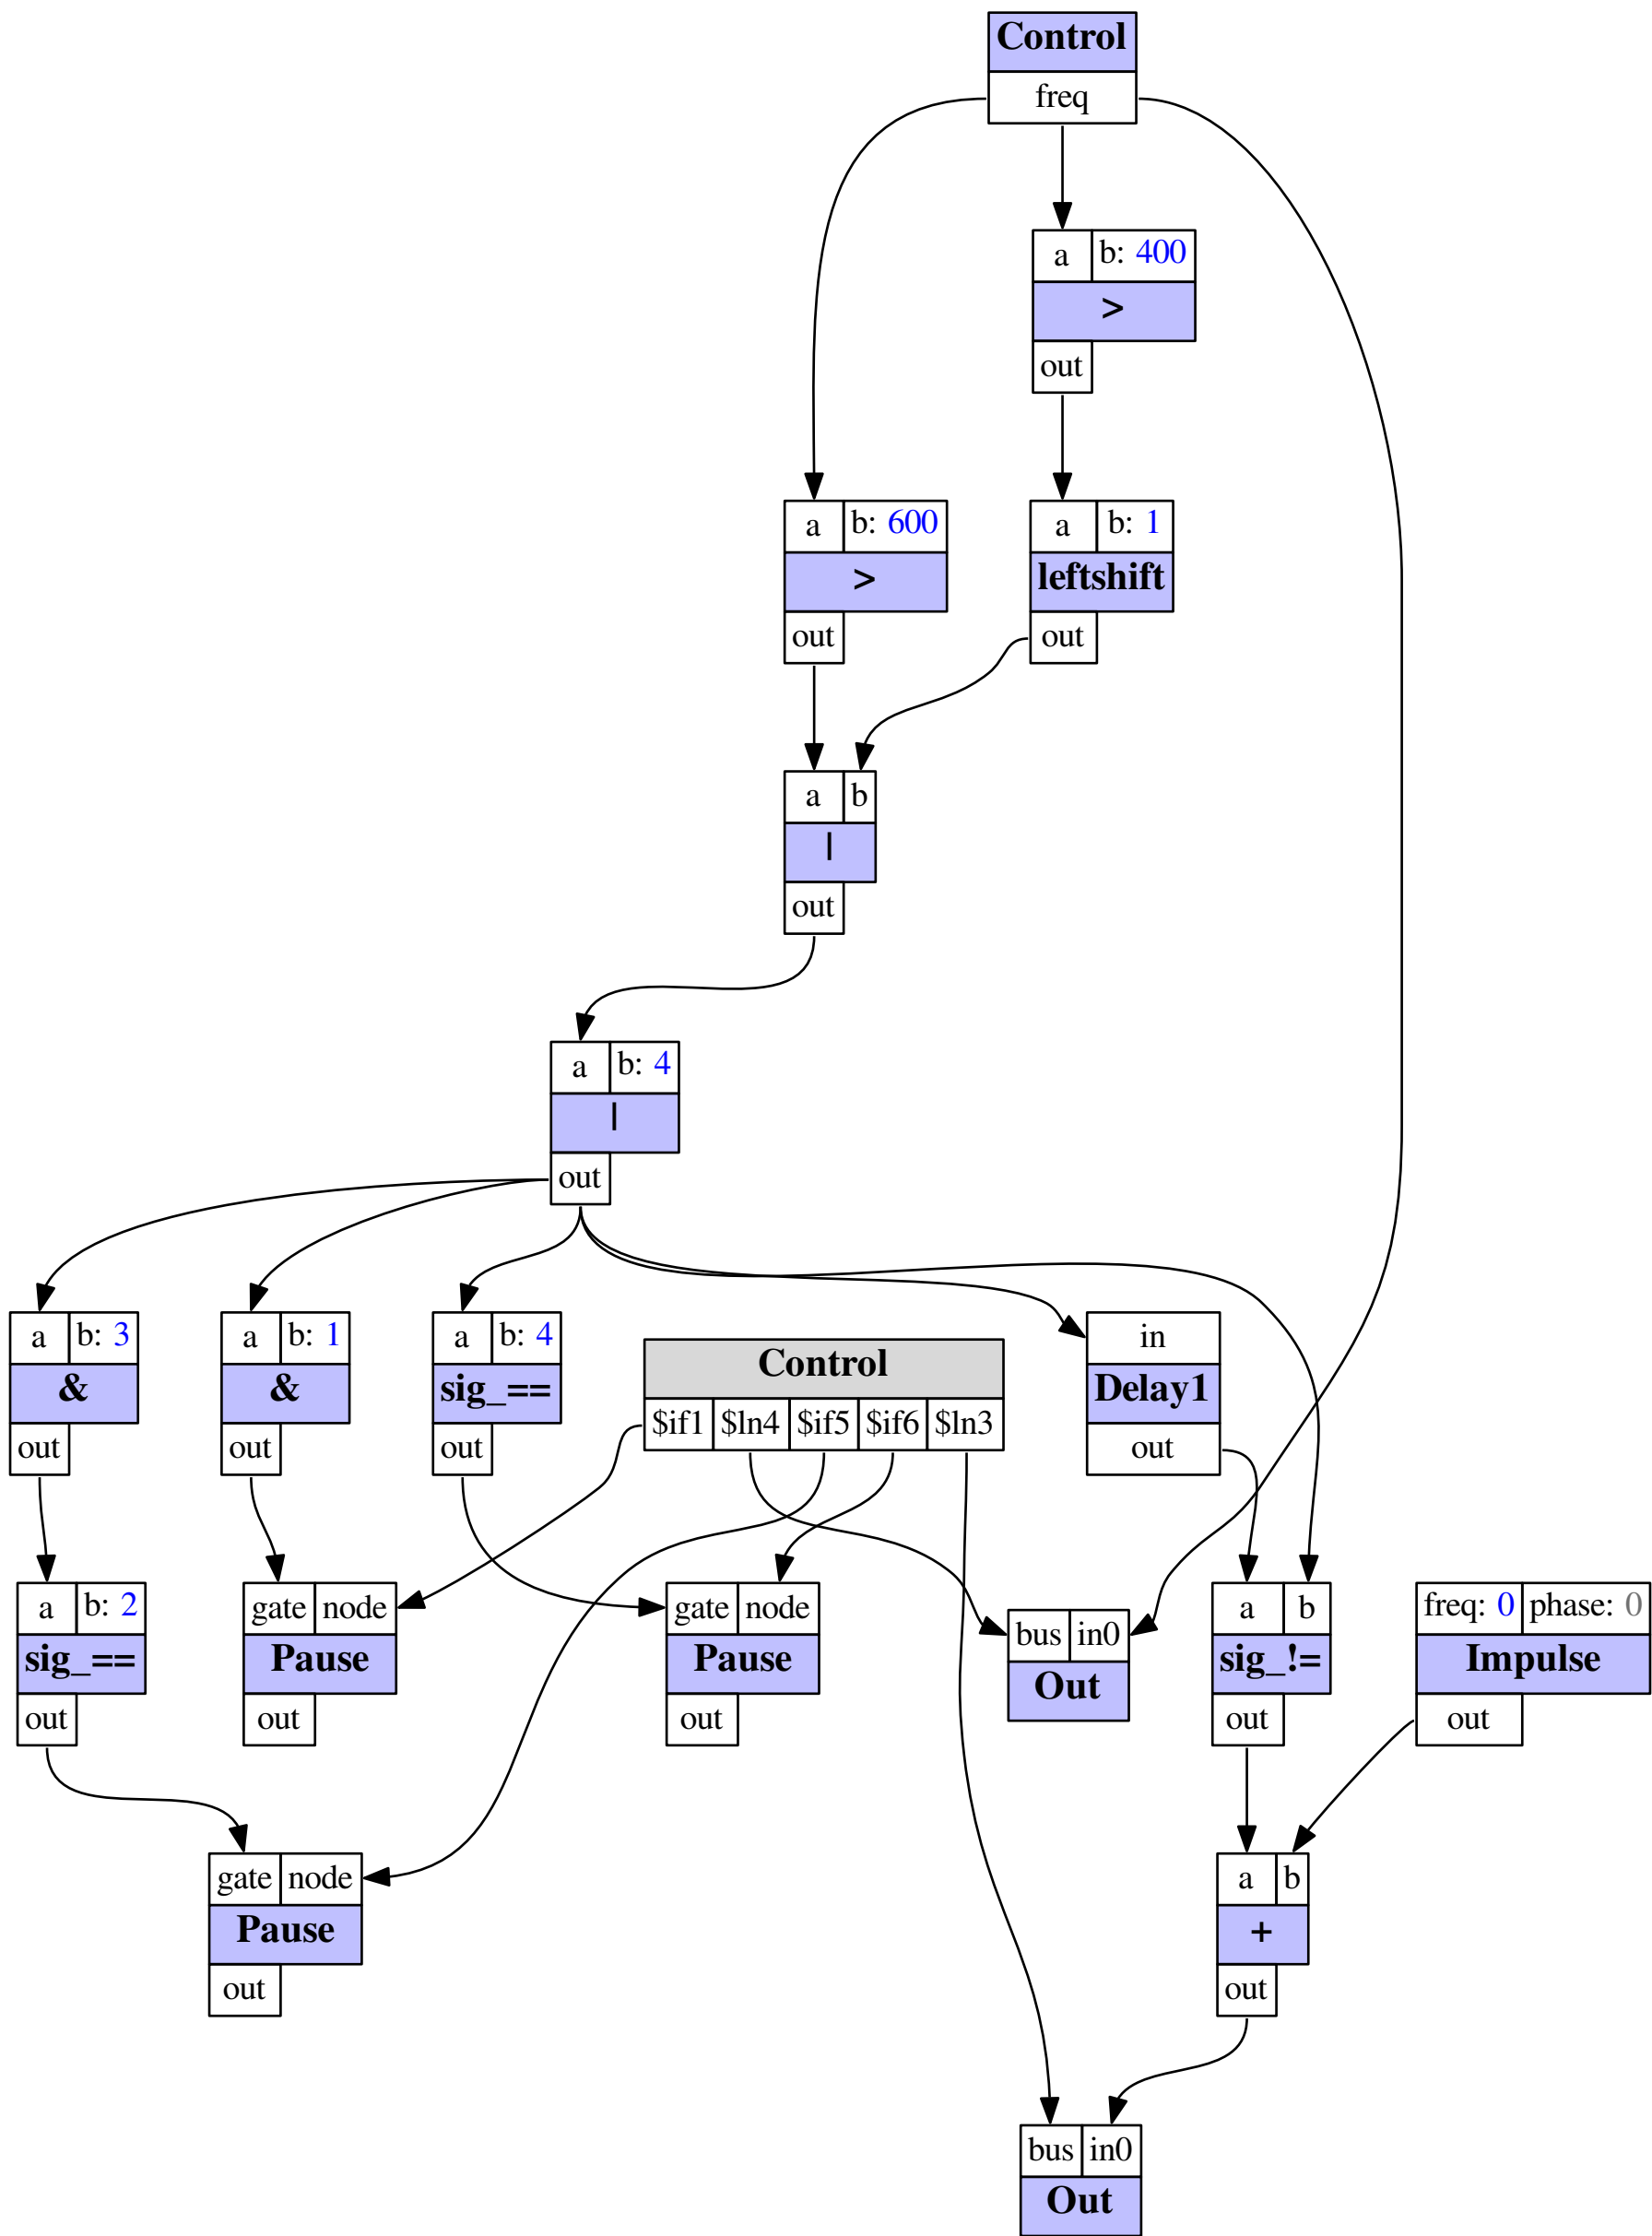 Control
freq
a b: 400
>
out
a b: 600
>
out
a b: 1
leftshift
out
a b
|
out
a b: 4
|
out
a b: 3
&
out
a b: 1
&
out
a b: 4
sig_==
out
Control
$if1 $ln4 $if5 $if6 $ln3
in
Delay1
out
a b: 2
sig_==
out
gate node
Pause
out
gate node
Pause
out
bus in0
Out
a b
sig_!=
out
freq: 0 phase: 0
Impulse
out
gate node
Pause
out
a b
+
out
bus in0
Out